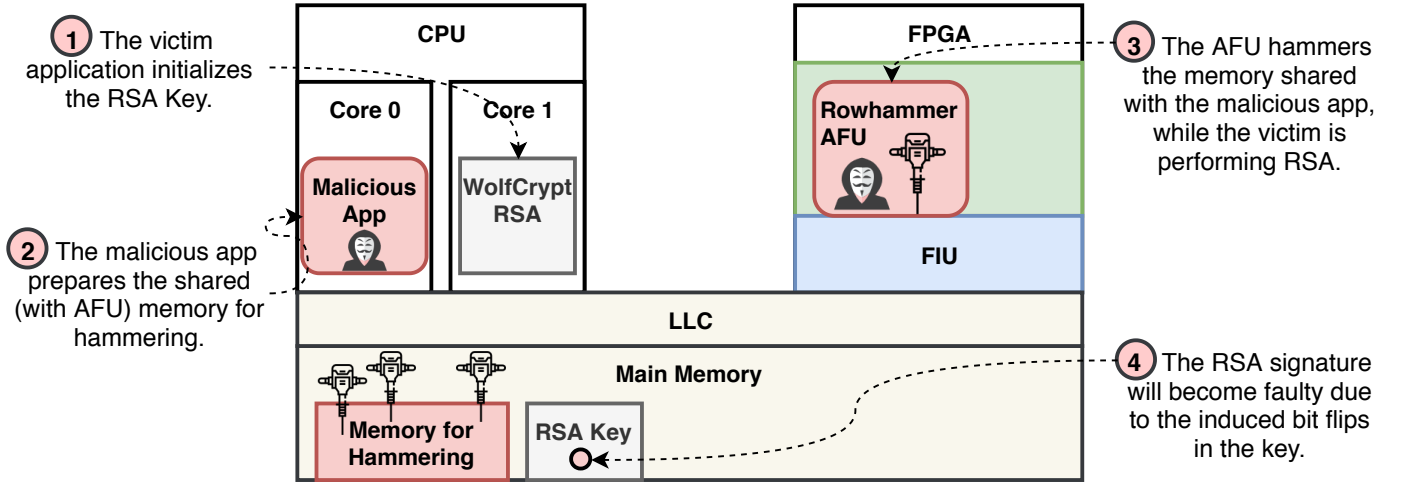 1 The victim
application initializes
the RSA Key.
2 The malicious app
prepares the shared
(with AFU) memory for
hammering.
CPU
Core 0
Core 1
Malicious
App
WolfCrypt
RSA
FPGA
Rowhammer
AFU
FIU
LLC
Main Memory
Memory for
Hammering
RSA Key
3 The AFU hammers
the memory shared
with the malicious app,
while the victim is
performing RSA.
4 The RSA signature
will become faulty due
to the induced bit flips
in the key.